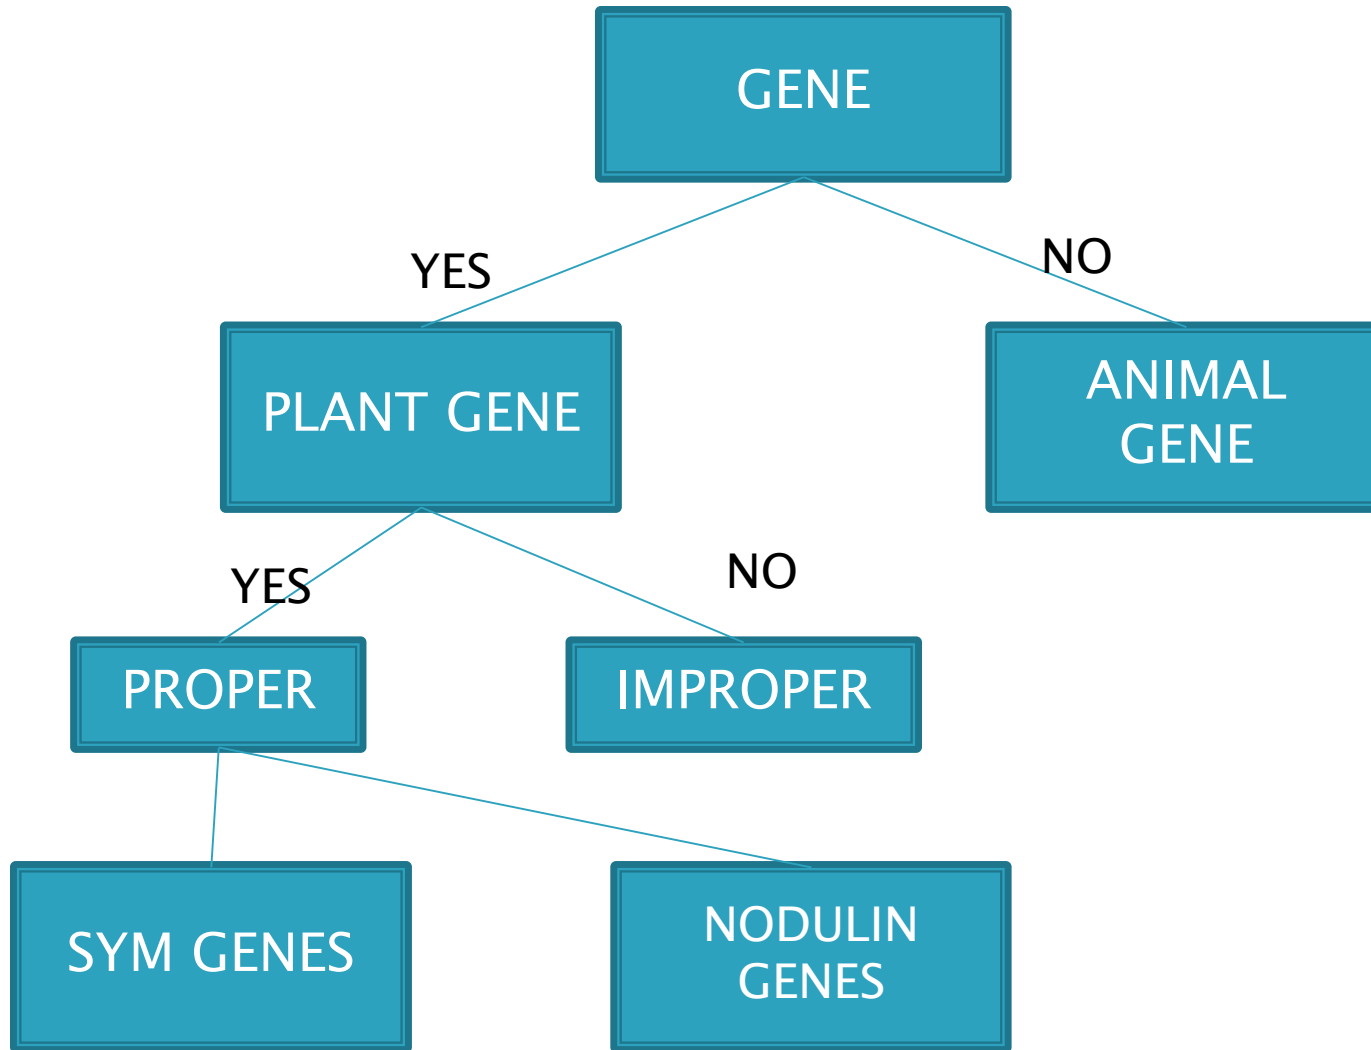 GENE
YES
NO
PLANT GENE
ANIMAL
GENE
YES
NO
PROPER
IMPROPER
SYM GENES
NODULIN
GENES